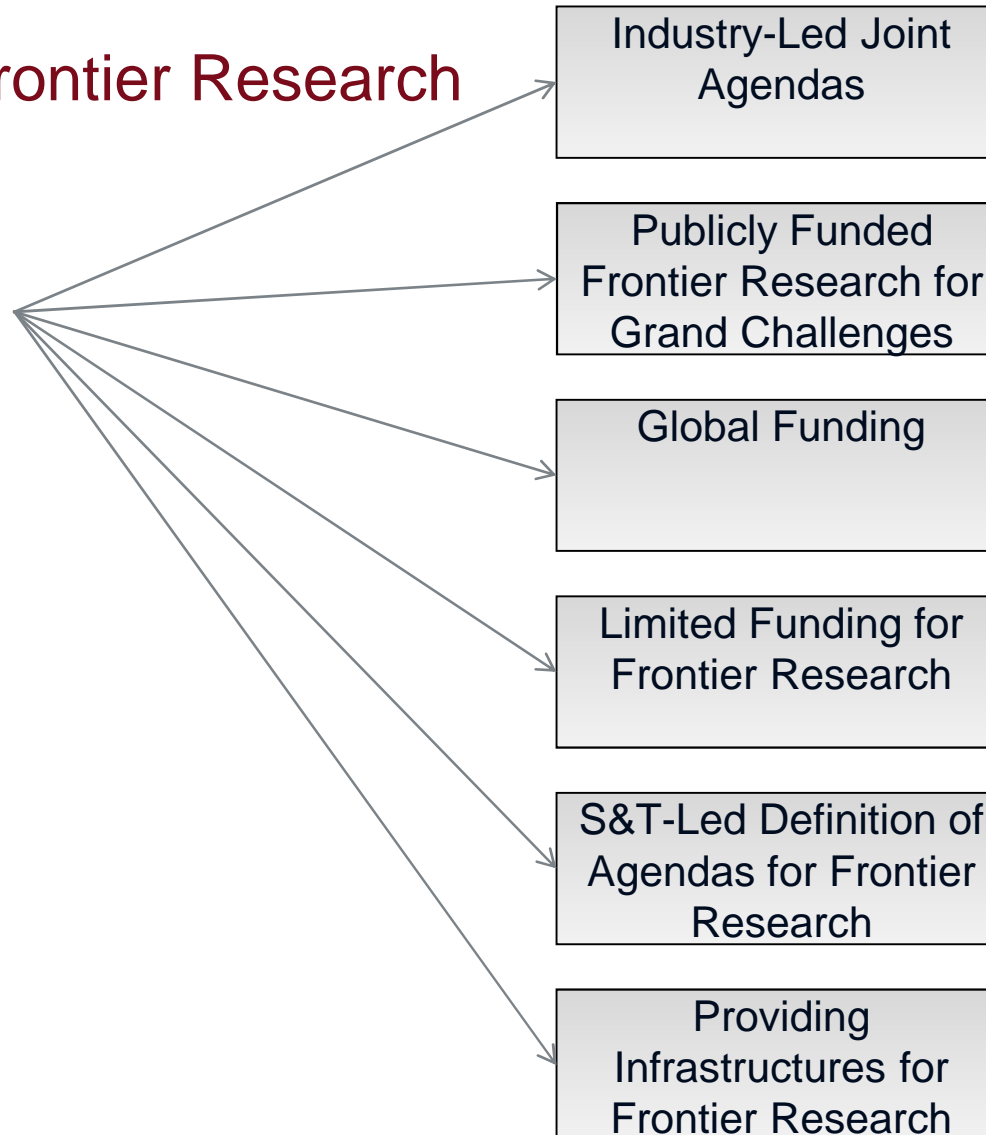 rontier Research
Industry-Led Joint
Agendas
Publicly Funded
Frontier Research for
Grand Challenges
Global Funding
Limited Funding for
Frontier Research
S&T-Led Definition of
Agendas for Frontier
Research
Providing
Infrastructures for
Frontier Research